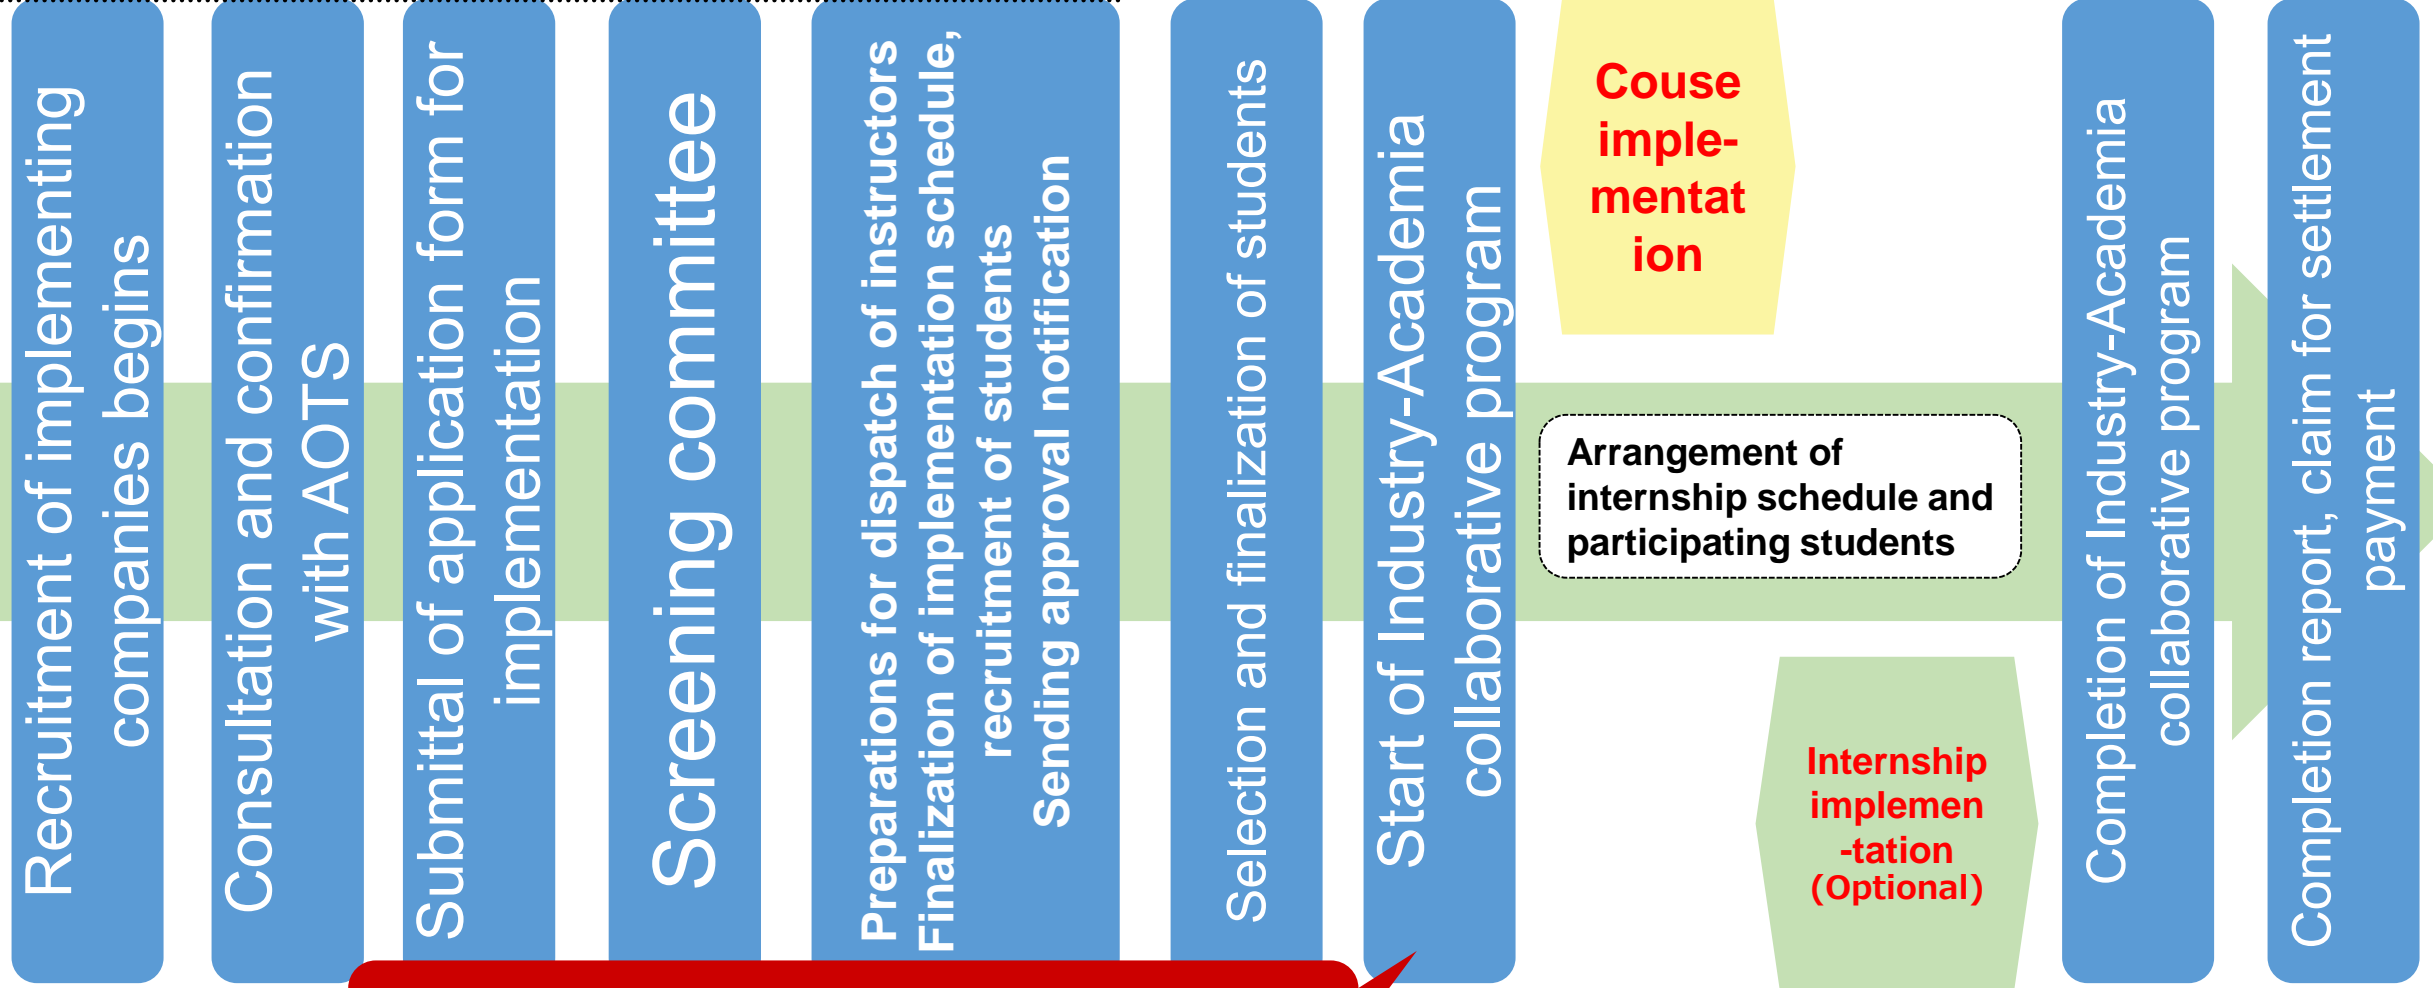 Recruitment of implementing
companies begins
Consultation and confirmation
with AOTS
Submittal of application form for
implementation
Screening committee
Preparations for dispatch of instructors
Finalization of implementation schedule,
recruitment of students
Sending approval notification
Selection and finalization of students
Start of Industry-Academia
collaborative program
Couse
imple-
mentat
ion
Arrangement of
internship schedule and
participating students
Internship
implemen
-tation
(Optional)
Completion of Industry-Academia
collaborative program
Completion report, claim for settlement
payment